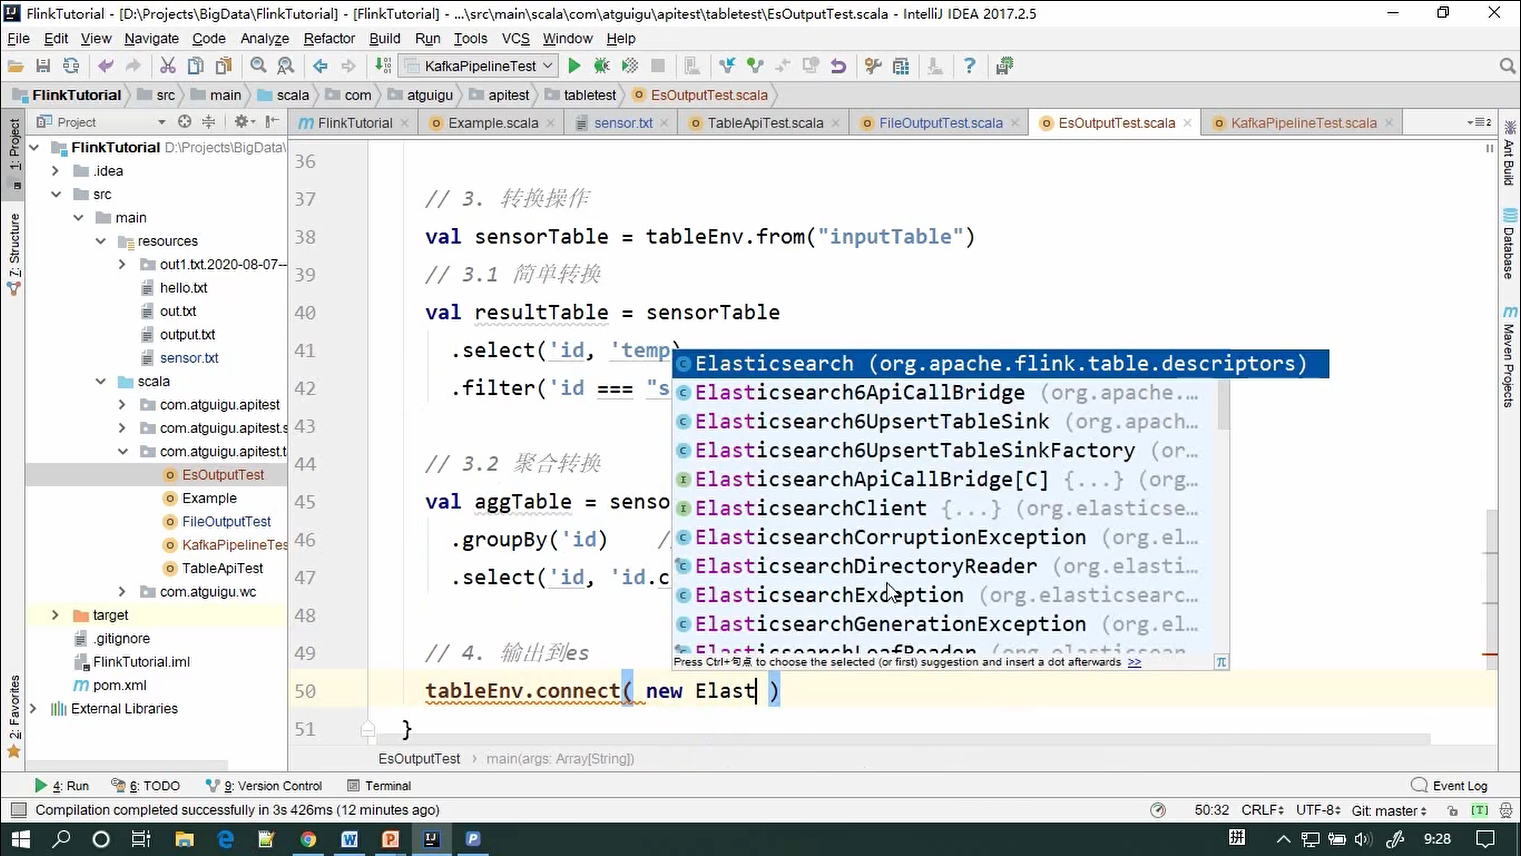 FlinkTutorial - [D:\Projects\BigData\FlinkTutorial] - [FlinkTutorial] - ...\src\main\scala\com\atguigu\apitest\tabletest\EsOutputTest.scala - IntelliJ IDEA 2017.2.5
File Edit View Navigate Code Analyze Refactor Build Run Tools VCS Window Help
KafkaPipelineTest
FlinkTutorial src main scala com atguigu apitest tabletest EsOutputTest.scala
Project
FlinkTutorial Example.scala sensor.txt TableApiTest.scala FileOutputTest.scala EsOutputTest.scala KafkaPipelineTest.scala
2
1: Project
7: Structure
2: Favorites
FlinkTutorial D:\Projects\BigData\
.idea
src
main
resources
out1.txt.2020-08-07--
hello.txt
out.txt
output.txt
sensor.txt
scala
com.atguigu.apitest
com.atguigu.apitest.s
com.atguigu.apitest.t
EsOutputTest
Example
FileOutputTest
KafkaPipelineTes
TableApiTest
com.atguigu.wc
target
.gitignore
FlinkTutorial.iml
pom.xml
External Libraries
36
37 // 3. 转换操作
38 val sensorTable = tableEnv.from("inputTable")
39 // 3.1 简单转换
40 val resultTable = sensorTable
41 .select('id, 'temp)
42 .filter('id === "s
43
44 // 3.2 聚合转换
45 val aggTable = senso
46 .groupBy('id) /
47 .select('id, 'id.c
48
49 // 4. 输出到es
50 tableEnv.connect( new Elast )
51 }
Elasticsearch (org.apache.flink.table.descriptors)
Elasticsearch6ApiCallBridge (org.apache....
Elasticsearch6UpsertTableSink (org.apach...
Elasticsearch6UpsertTableSinkFactory (or...
ElasticsearchApiCallBridge[C] {...} (org...
ElasticsearchClient {...} (org.elasticse...
ElasticsearchCorruptionException (org.el...
ElasticsearchDirectoryReader (org.elasti...
ElasticsearchException (org.elasticsearc...
ElasticsearchGenerationException (org.el...
ElasticsearchLeafReader (org.elasticsear...
Press Ctrl+句点 to choose the selected (or first) suggestion and insert a dot afterwards >>
π
EsOutputTest main(args: Array[String])
Ant Build
Database
Maven Projects
4: Run 6: TODO 9: Version Control Terminal Event Log
Compilation completed successfully in 3s 426ms (12 minutes ago) 50:32 CRLF UTF-8 Git: master [T]
拼 9:28